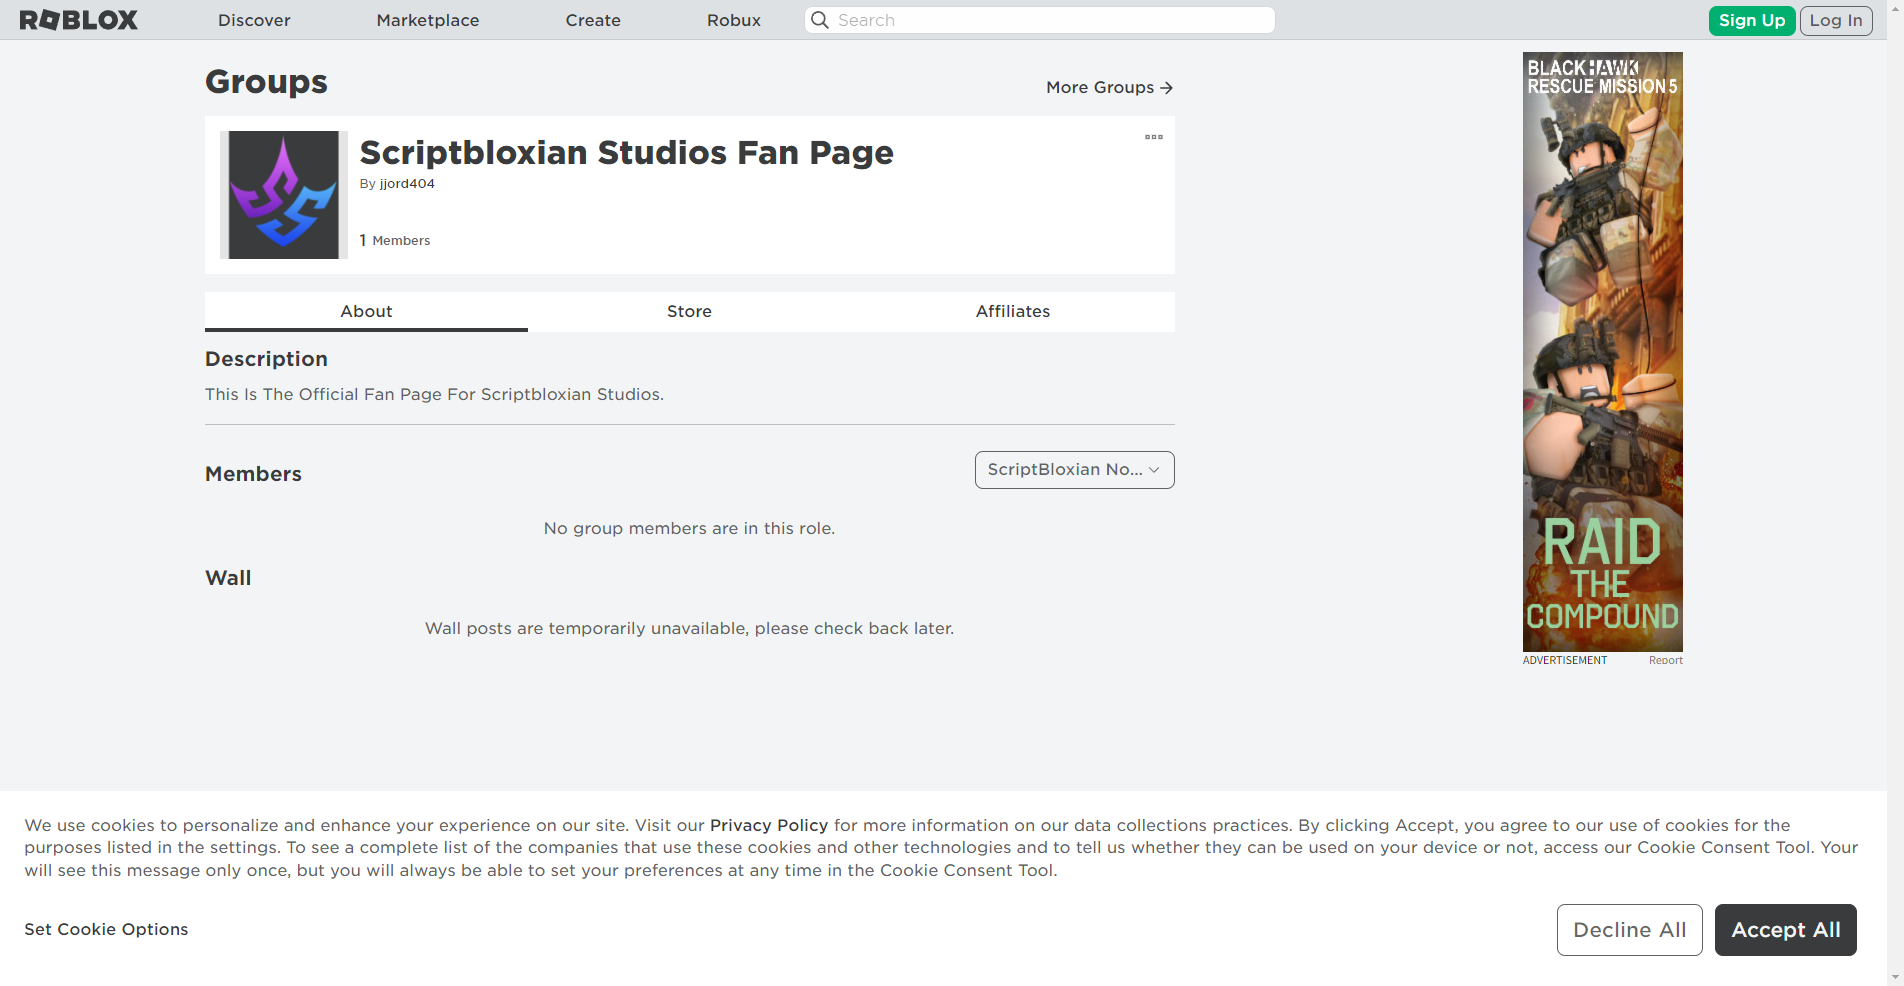 ROBLOX
Discover
Marketplace
Create
Robux
Search
Sign Up
Log In
Groups
More Groups
Scriptbloxian Studios Fan Page
By jjord404
1 Members
About
Store
Affiliates
Description
This Is The Official Fan Page For Scriptbloxian Studios.
Members
ScriptBloxian No...
No group members are in this role.
Wall
Wall posts are temporarily unavailable, please check back later.
BLACKHAWK
RESCUE MISSION 5
RAID
THE
COMPOUND
ADVERTISEMENT
Report
We use cookies to personalize and enhance your experience on our site. Visit our Privacy Policy for more information on our data collections practices. By clicking Accept, you agree to our use of cookies for the
purposes listed in the settings. To see a complete list of the companies that use these cookies and other technologies and to tell us whether they can be used on your device or not, access our Cookie Consent Tool. Your
will see this message only once, but you will always be able to set your preferences at any time in the Cookie Consent Tool.
Set Cookie Options
Decline All
Accept All